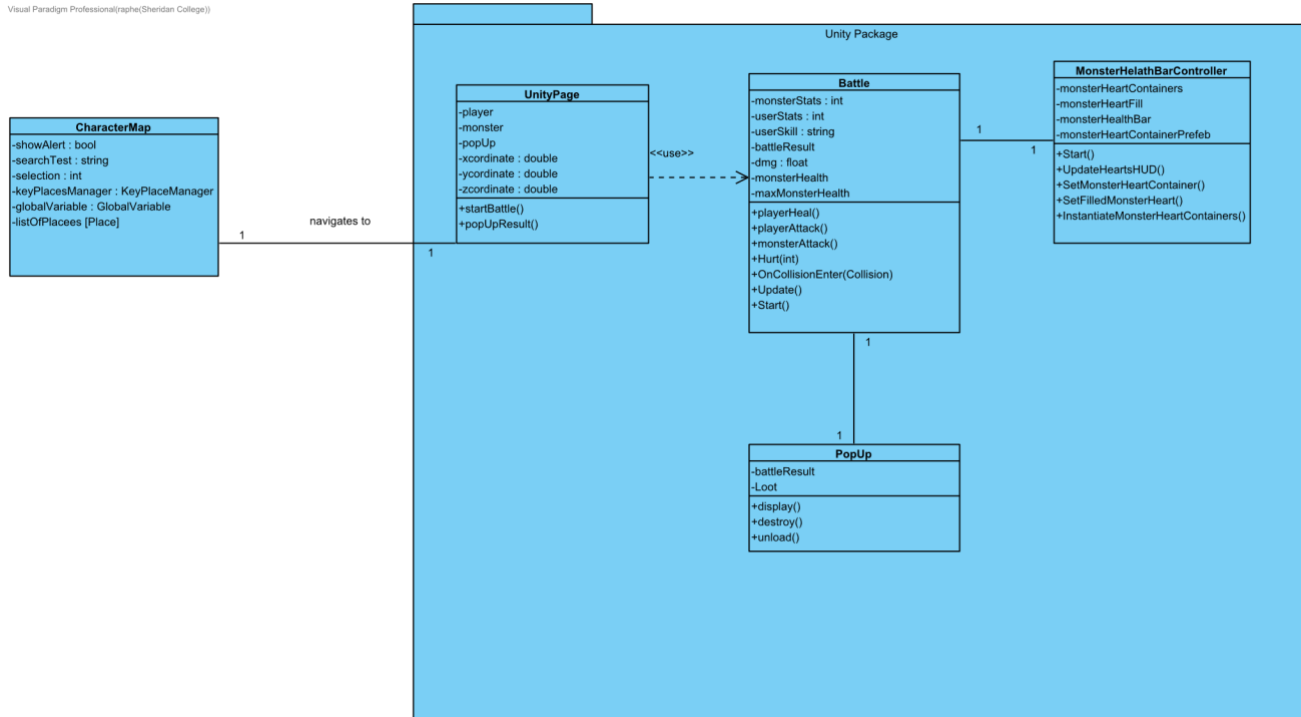 Visual Paradigm Professional(raphe(Sheridan College))
Unity Package
CharacterMap
-showAlert : bool
-searchTest : string
-selection : int
-keyPlacesManager : KeyPlaceManager
-globalVariable : GlobalVariable
-listOfPlacees [Place]
1
navigates to
1
UnityPage
-player
-monster
-popUp
-xcordinate : double
-ycordinate : double
-zcordinate : double
+startBattle()
+popUpResult()
<<use>>
Battle
-monsterStats : int
-userStats : int
-userSkill : string
-battleResult
-dmg : float
-monsterHealth
-maxMonsterHealth
+playerHeal()
+playerAttack()
+monsterAttack()
+Hurt(int)
+OnCollisionEnter(Collision)
+Update()
+Start()
1
1
MonsterHelathBarController
-monsterHeartContainers
-monsterHeartFill
-monsterHealthBar
-monsterHeartContainerPrefeb
+Start()
+UpdateHeartsHUD()
+SetMonsterHeartContainer()
+SetFilledMonsterHeart()
+InstantiateMonsterHeartContainers()
1
1
PopUp
-battleResult
-Loot
+display()
+destroy()
+unload()